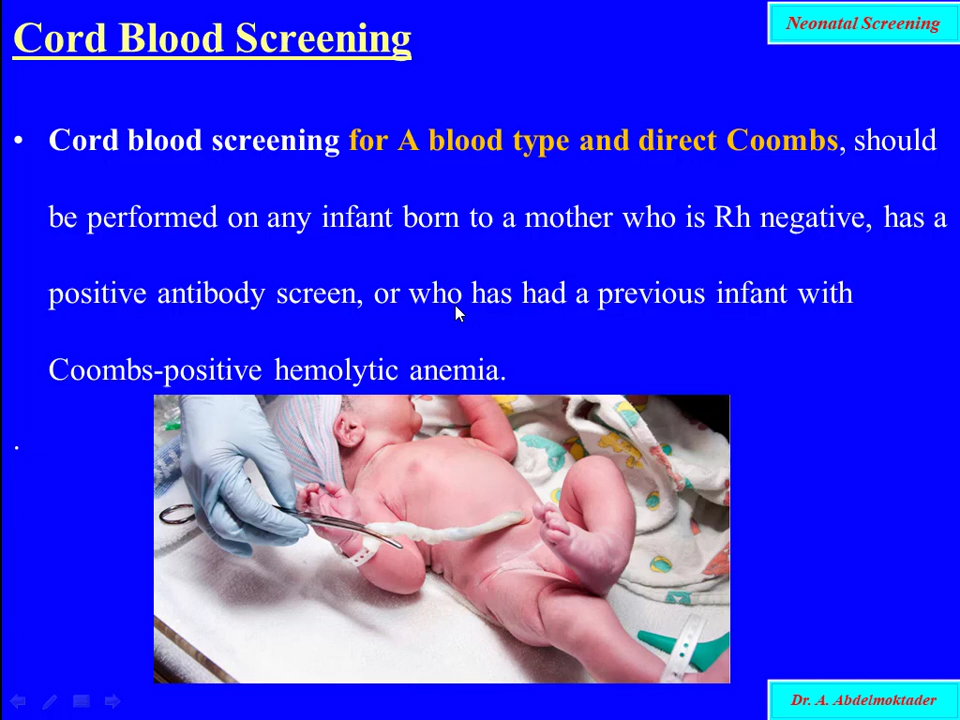 Cord Blood Screening
Neonatal Screening
• Cord blood screening for A blood type and direct Coombs, should
be performed on any infant born to a mother who is Rh negative, has a
positive antibody screen, or who has had a previous infant with
Coombs-positive hemolytic anemia.
.
Dr. A. Abdelmoktader